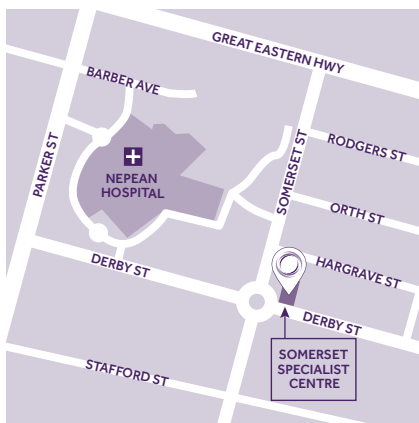 GREAT EASTERN HWY
BARBER AVE
PARKER ST
SOMERSET ST
RODGERS ST
NEPEAN
HOSPITAL
ORTH ST
HARGRAVE ST
DERBY ST
DERBY ST
SOMERSET
SPECIALIST
CENTRE
STAFFORD ST